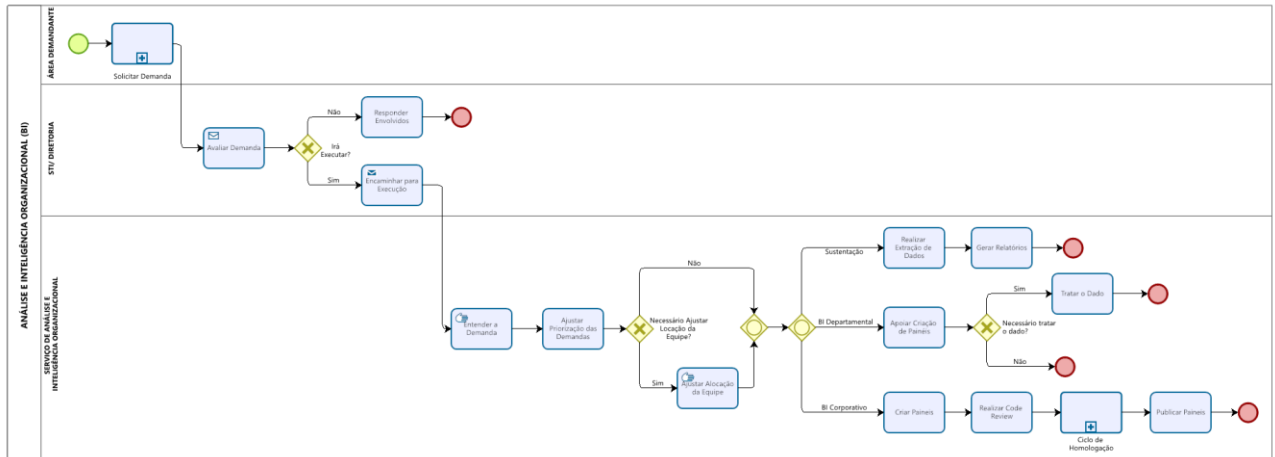 ANÁLISE E INTELIGÊNCIA ORGANIZACIONAL (BI)
ÁREA DEMANDANTE
Solicitar Demanda
STI/ DIRETORIA
Avaliar Demanda
Irá
Executar?
Não
Responder
Envolvidos
Sim
Encaminhar para
Execução
SERVIÇO DE ANÁLISE E
INTELIGÊNCIA ORGANIZACIONAL
Entender a
Demanda
Ajustar
Priorização das
Demandas
Necessário Ajustar
Locação da
Equipe?
Não
Sim
Ajustar Alocação
da Equipe
Sustentação
Realizar
Extração de
Dados
Gerar Relatórios
BI Departamental
Apoiar Criação
de Painéis
Necessário tratar
o dado?
Sim
Tratar o Dado
Não
BI Corporativo
Criar Paineis
Realizar Code
Review
Ciclo de
Homologação
Publicar Paineis